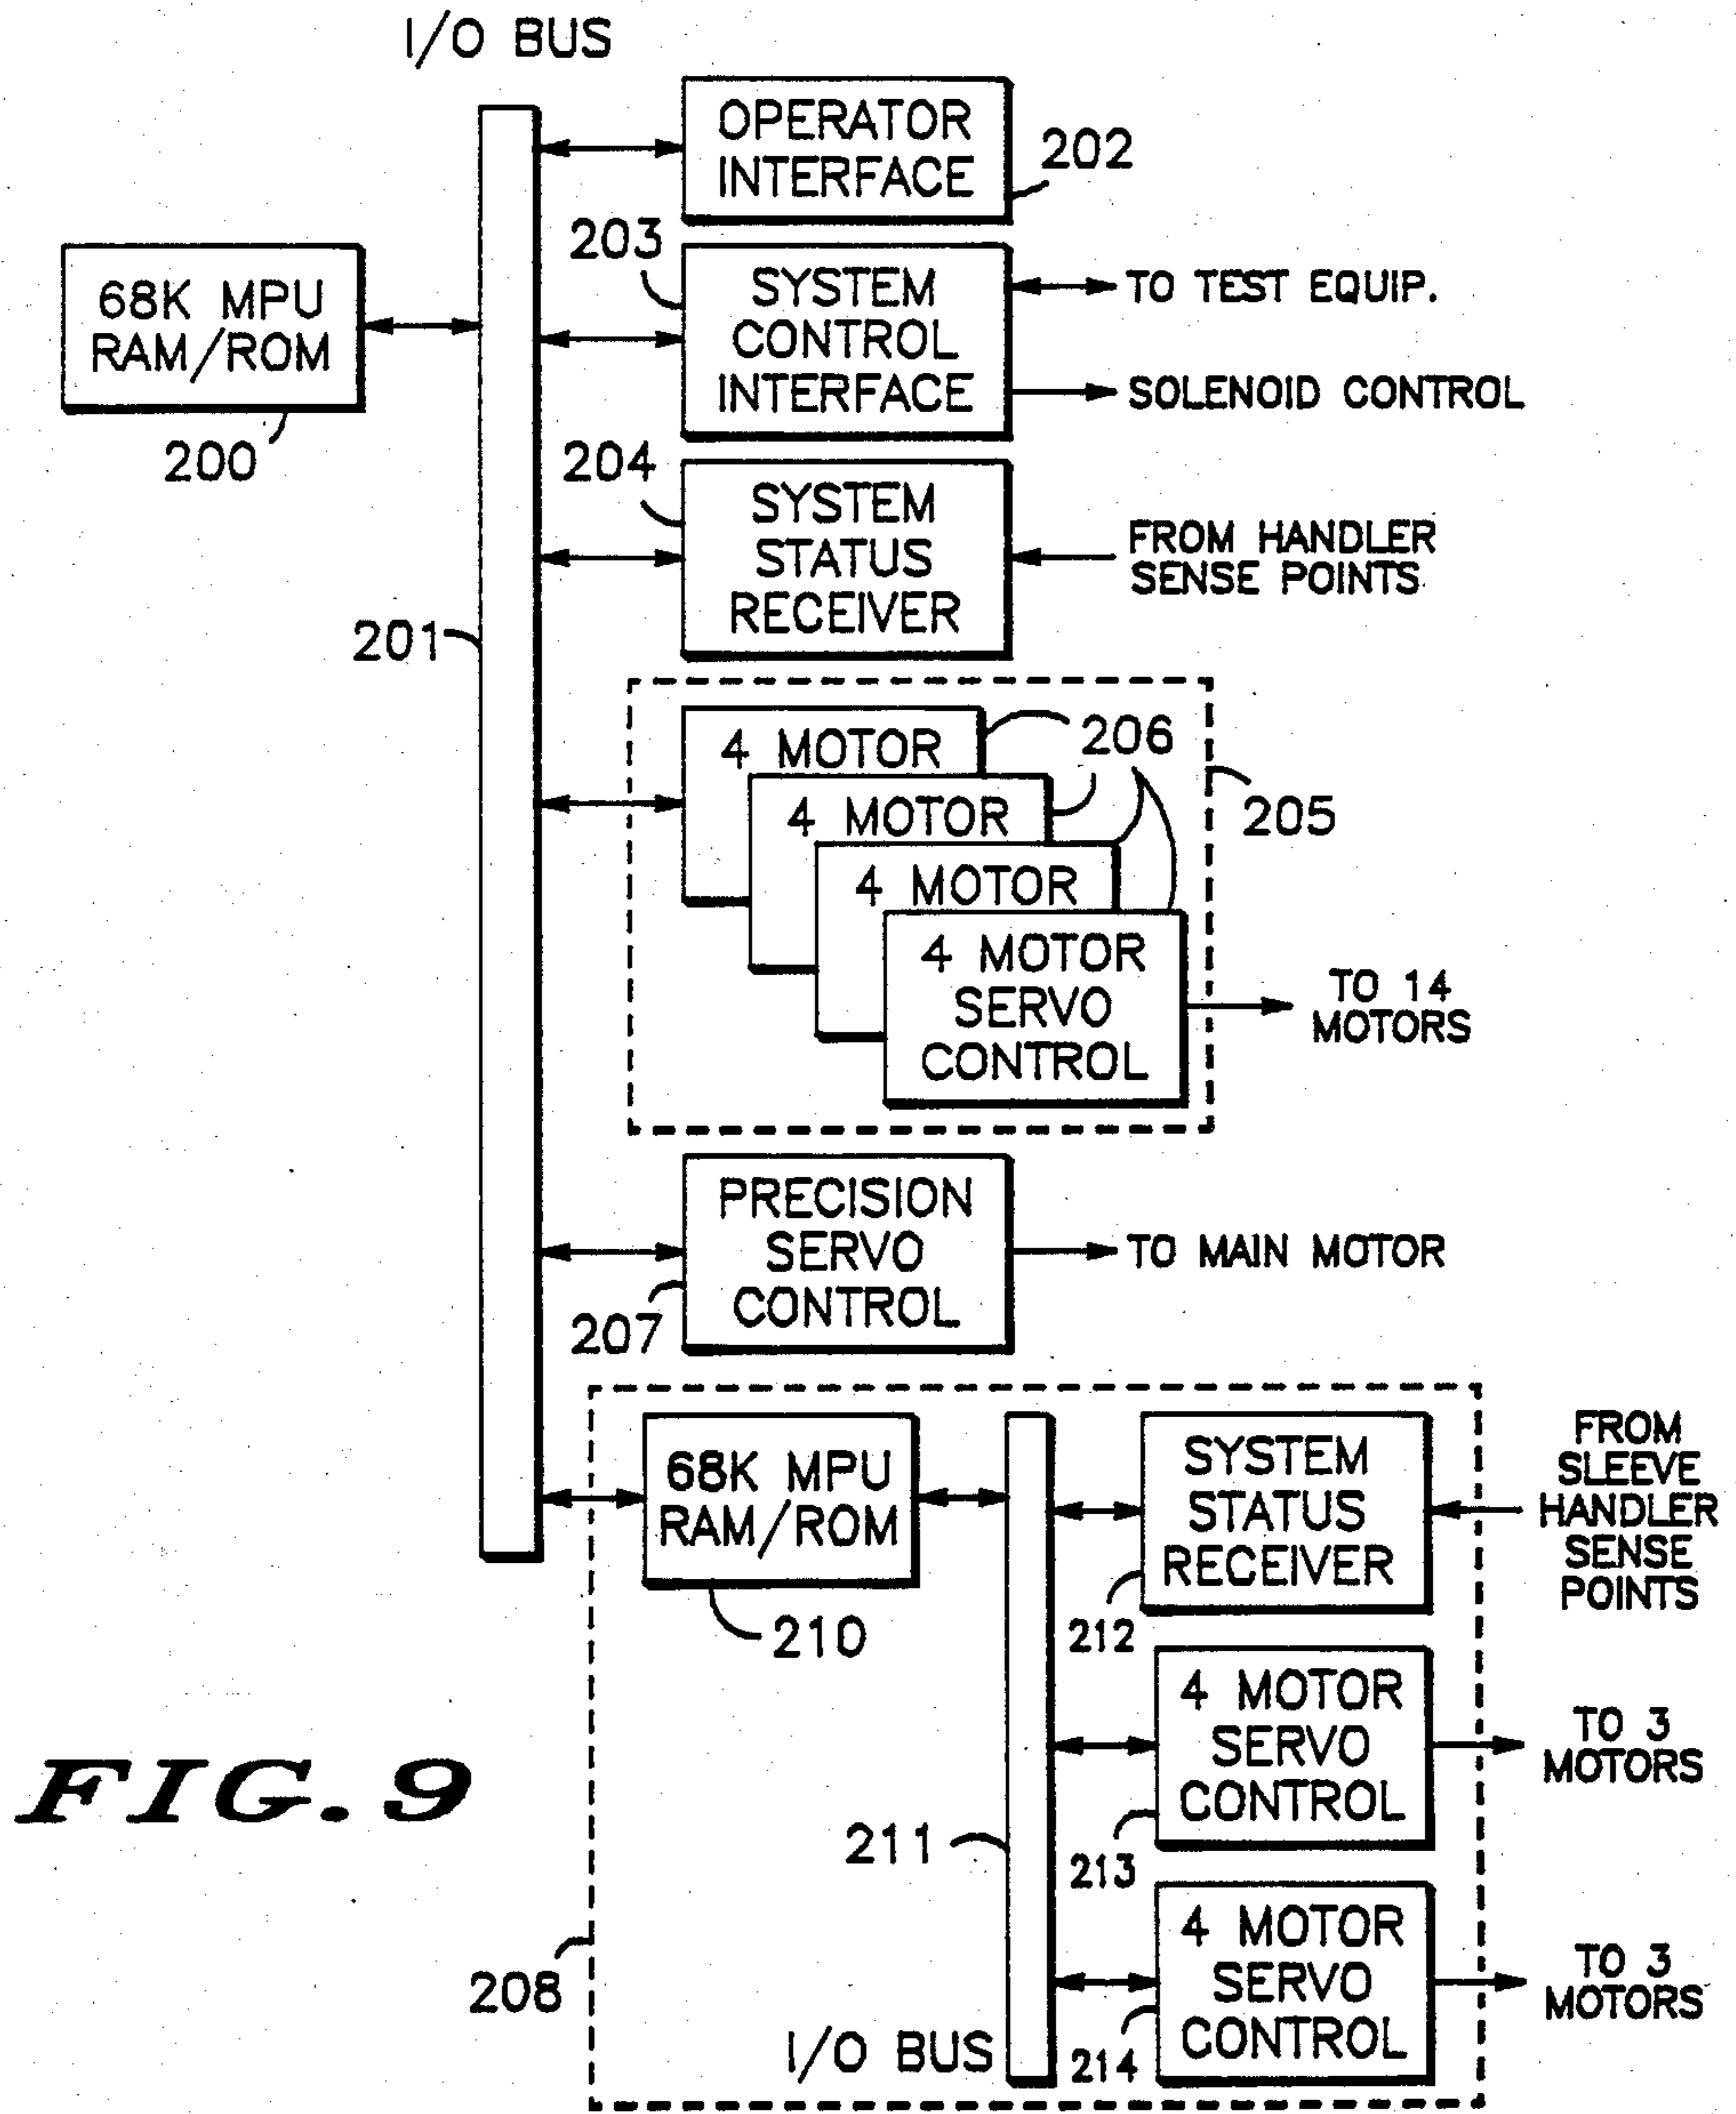 I/O BUS
OPERATOR
INTERFACE
202
203
68K MPU
RAM/ROM
200
SYSTEM
CONTROL
INTERFACE
TO TEST EQUIP.
SOLENOID CONTROL
204
SYSTEM
STATUS
RECEIVER
FROM HANDLER
SENSE POINTS
201
4 MOTOR
206
4 MOTOR
205
4 MOTOR
4 MOTOR
SERVO
CONTROL
TO 14
MOTORS
PRECISION
SERVO
CONTROL
TO MAIN MOTOR
207
68K MPU
RAM/ROM
210
SYSTEM
STATUS
RECEIVER
FROM
SLEEVE
HANDLER
SENSE
POINTS
212
4 MOTOR
SERVO
CONTROL
TO 3
MOTORS
211
213
4 MOTOR
SERVO
CONTROL
TO 3
MOTORS
208
I/O BUS
214
FIG. 9